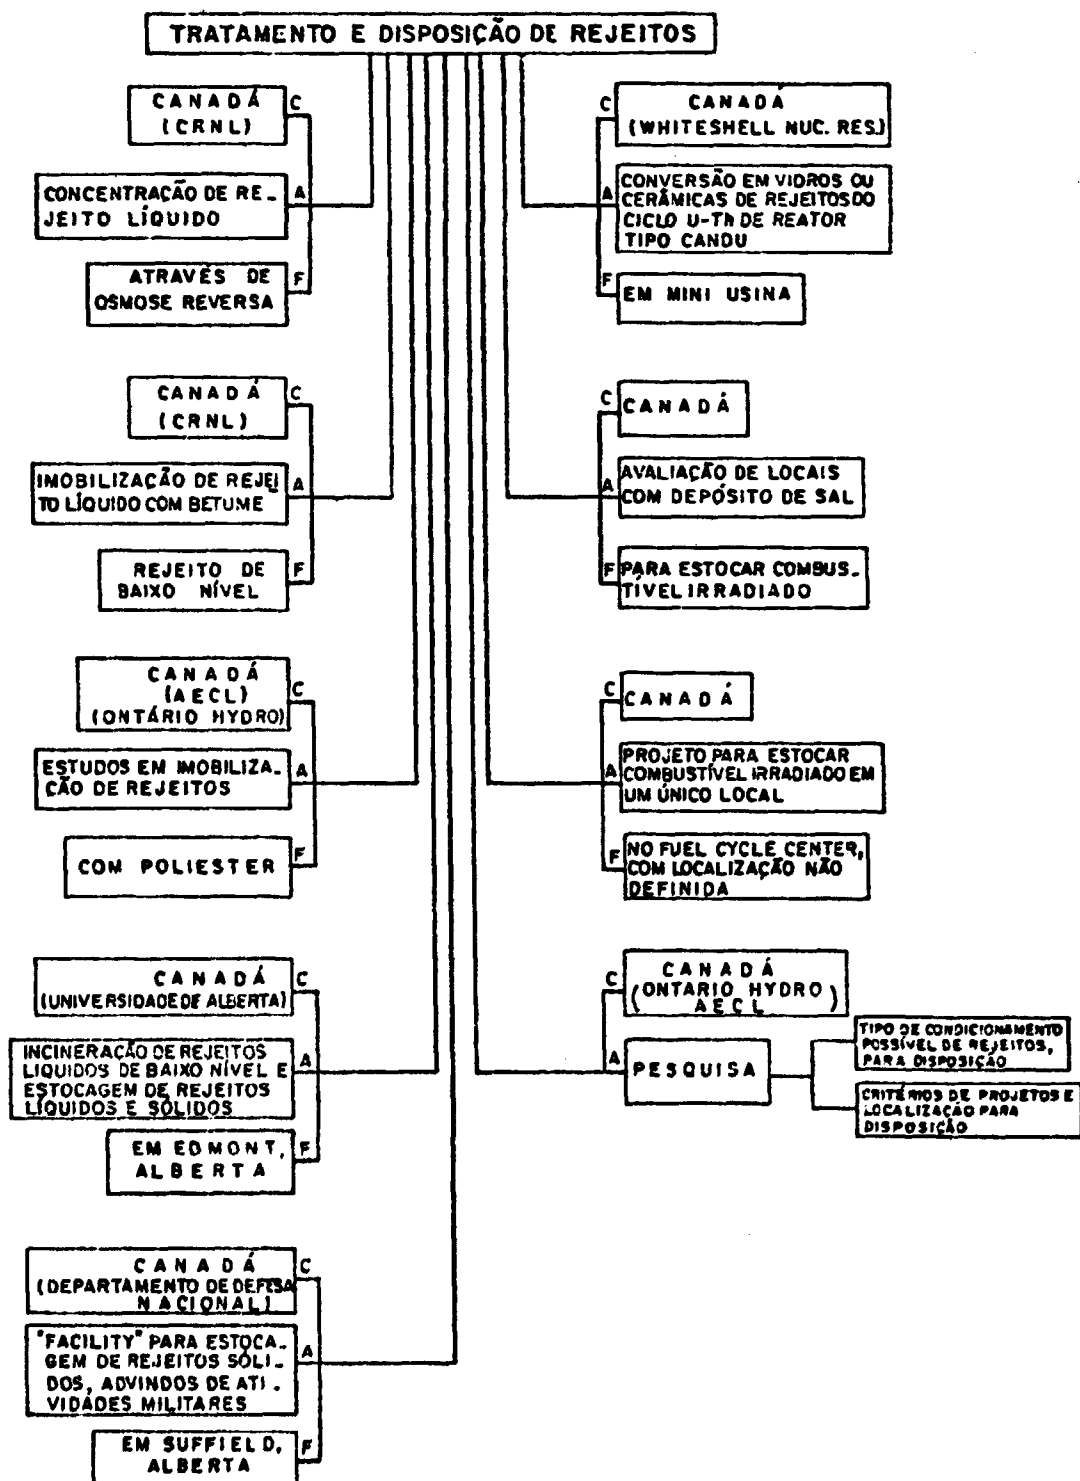 TRATAMENTO E DISPOSIÇÃO DE REJEITOS
CANADÁ
(CRNL)
C
CONCENTRAÇÃO DE RE-
JEITO LÍQUIDO
A
ATRAVÉS DE
OSMOSE REVERSA
F
CANADÁ
(CRNL)
C
IMOBILIZAÇÃO DE REJEI
TO LÍQUIDO COM BETUME
A
REJEITO DE
BAIXO NÍVEL
F
CANADÁ
(AECL)
(ONTÁRIO HYDRO)
C
ESTUDOS EM IMOBILIZA-
ÇÃO DE REJEITOS
A
COM POLIESTER
F
CANADÁ
(UNIVERSIDADE DE ALBERTA)
C
INCINERAÇÃO DE REJEITOS
LIQUIDOS DE BAIXO NÍVEL E
ESTOCAGEM DE REJEITOS
LÍQUIDOS E SÓLIDOS
A
EM EDMONT,
ALBERTA
F
CANADÁ
(DEPARTAMENTO DE DEFESA
NACIONAL)
C
"FACILITY" PARA ESTOCA-
GEM DE REJEITOS SÓLI-
DOS, ADVINDOS DE ATI-
VIDADES MILITARES
A
EM SUFFIELD,
ALBERTA
F
C
CANADÁ
(WHITESHELL NUC. RES.)
A
CONVERSÃO EM VIDROS OU
CERÂMICAS DE REJEITOS DO
CICLO U-Th DE REATOR
TIPO CANDU
F
EM MINI USINA
C
CANADÁ
A
AVALIAÇÃO DE LOCAIS
COM DEPÓSITO DE SAL
F
PARA ESTOCAR COMBUS-
TÍVEL IRRADIADO
C
CANADÁ
A
PROJETO PARA ESTOCAR
COMBUSTÍVEL IRRADIADO EM
UM ÚNICO LOCAL
F
NO FUEL CYCLE CENTER,
COM LOCALIZAÇÃO NÃO
DEFINIDA
C
CANADÁ
(ONTARIO HYDRO)
AECL
A
PESQUISA
TIPO DE CONDICIONAMENTO
POSSÍVEL DE REJEITOS,
PARA DISPOSIÇÃO
CRITÉRIOS DE PROJETOS E
LOCALIZAÇÃO PARA
DISPOSIÇÃO